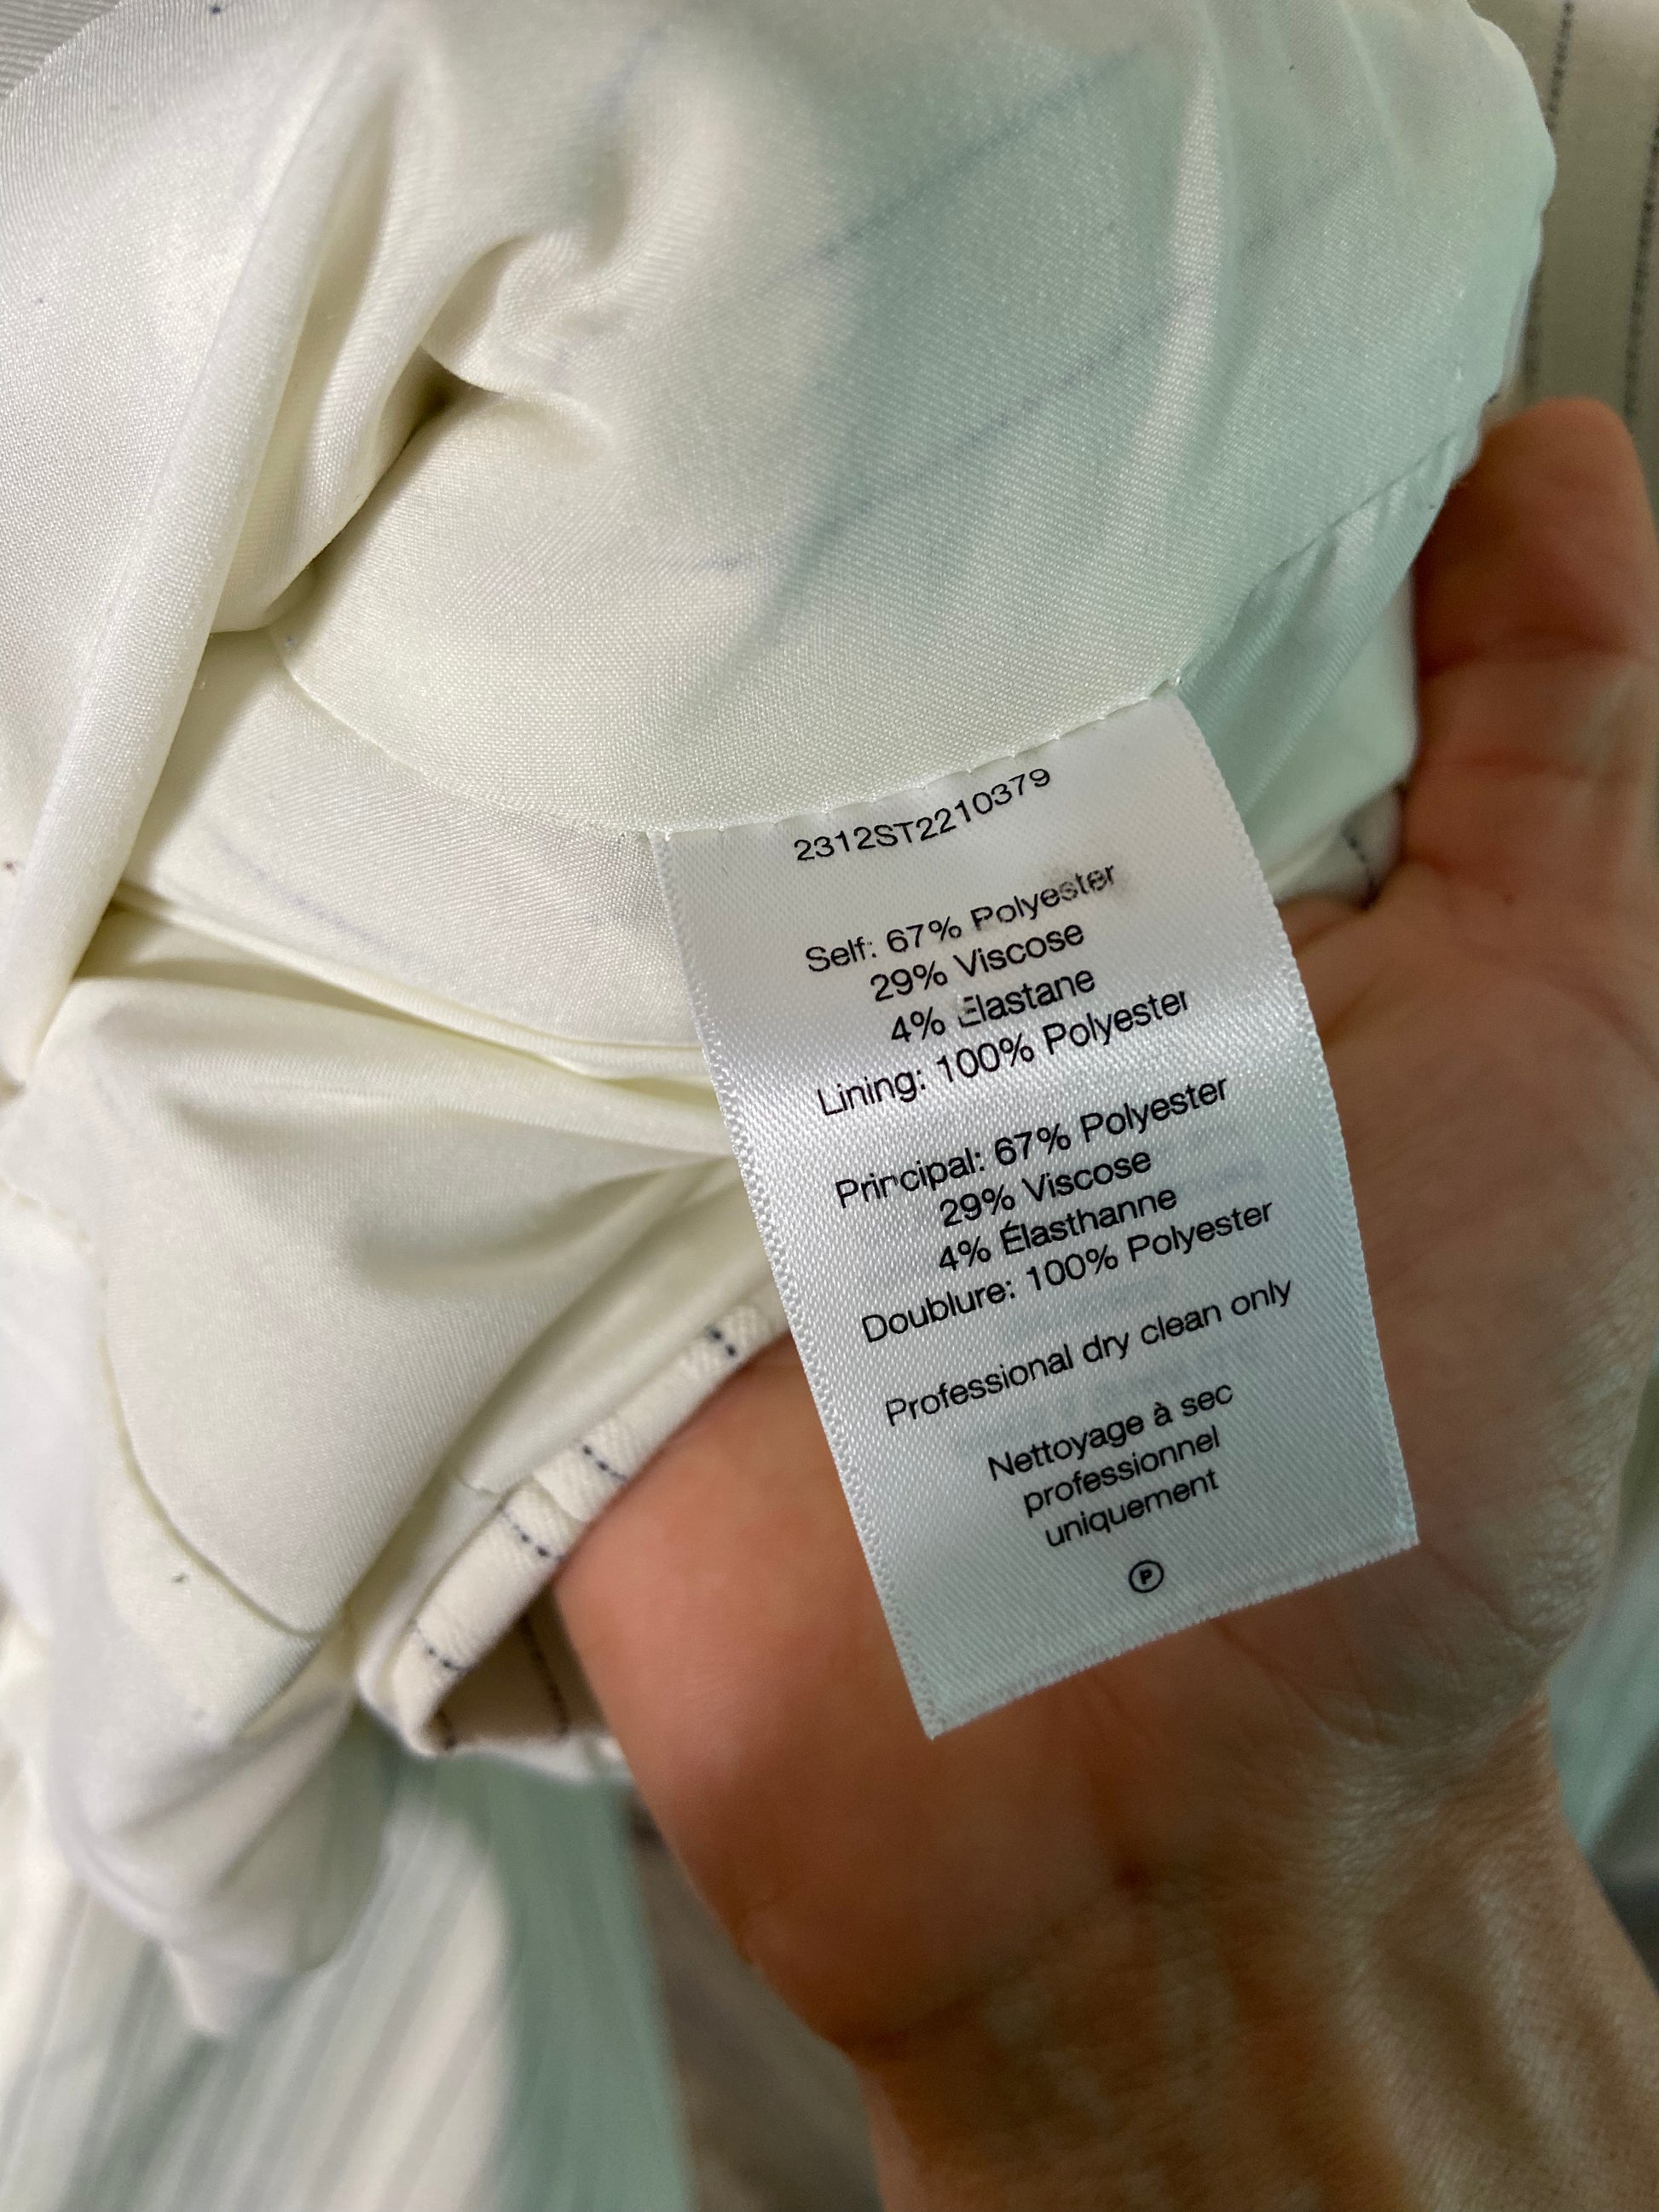 2312ST2210379
Self: 67% Polyester
29% Viscose
4% Elastane
Lining: 100% Polyester
Principal: 67% Polyester
29% Viscose
4% Élasthanne
Doublure: 100% Polyester
Professional dry clean only
Nettoyage à sec
professionnel
uniquement
P